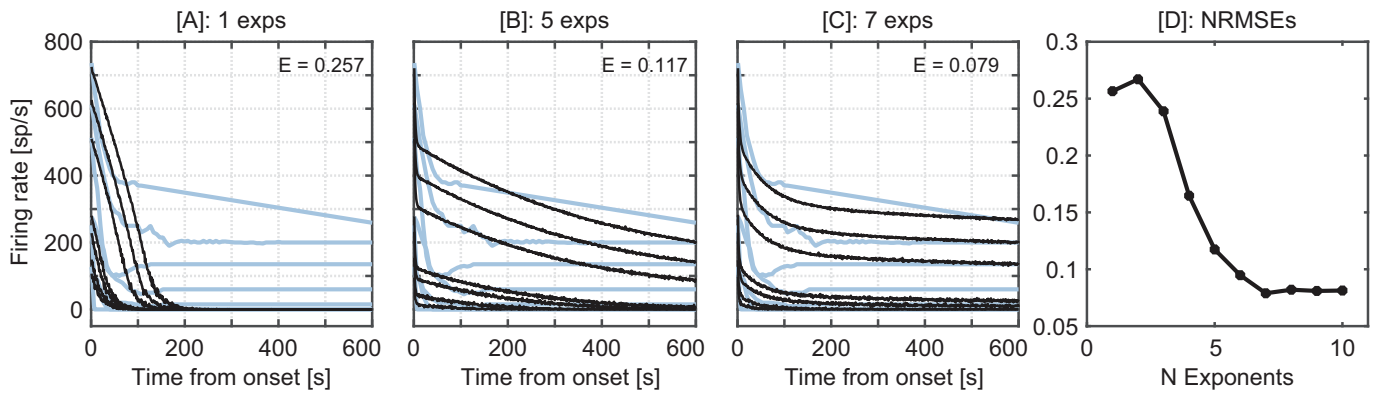 [A]: 1 exps
[B]: 5 exps
[C]: 7 exps
[D]: NRMSEs
Firing rate [sp/s]
800
600
400
200
0
E = 0.257
0 200 400 600
Time from onset [s]
E = 0.117
0 200 400 600
Time from onset [s]
E = 0.079
0 200 400 600
Time from onset [s]
0.3
0.25
0.2
0.15
0.1
0.05
0 5 10
N Exponents